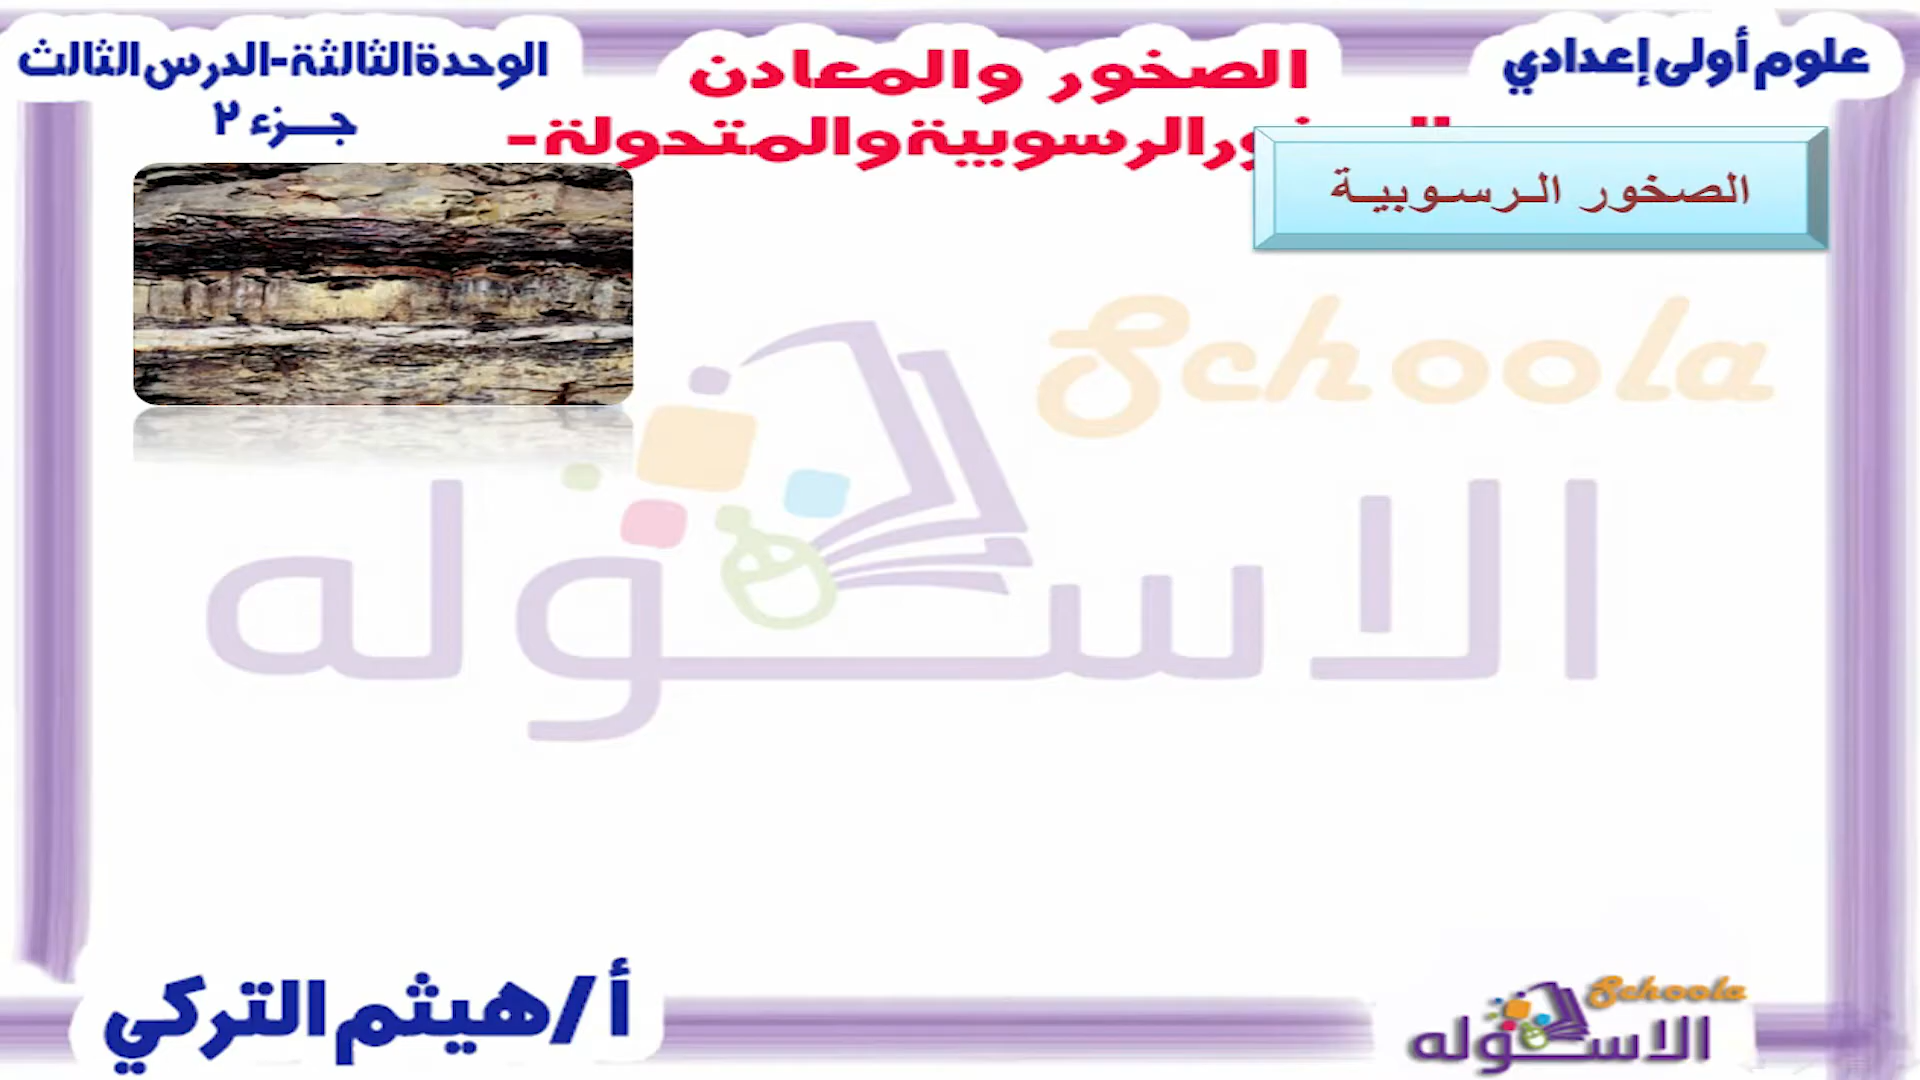 علوم أولى إعدادي
الصخور والمعادن
الرسوبية والمتحولة-
الوحدة الثالثة-الدرس الثالث
جزء ٢
الصخور الرسوبية
Schoola
الاسكوله
أ/هيثم التركي
Schoola
الاسكوله